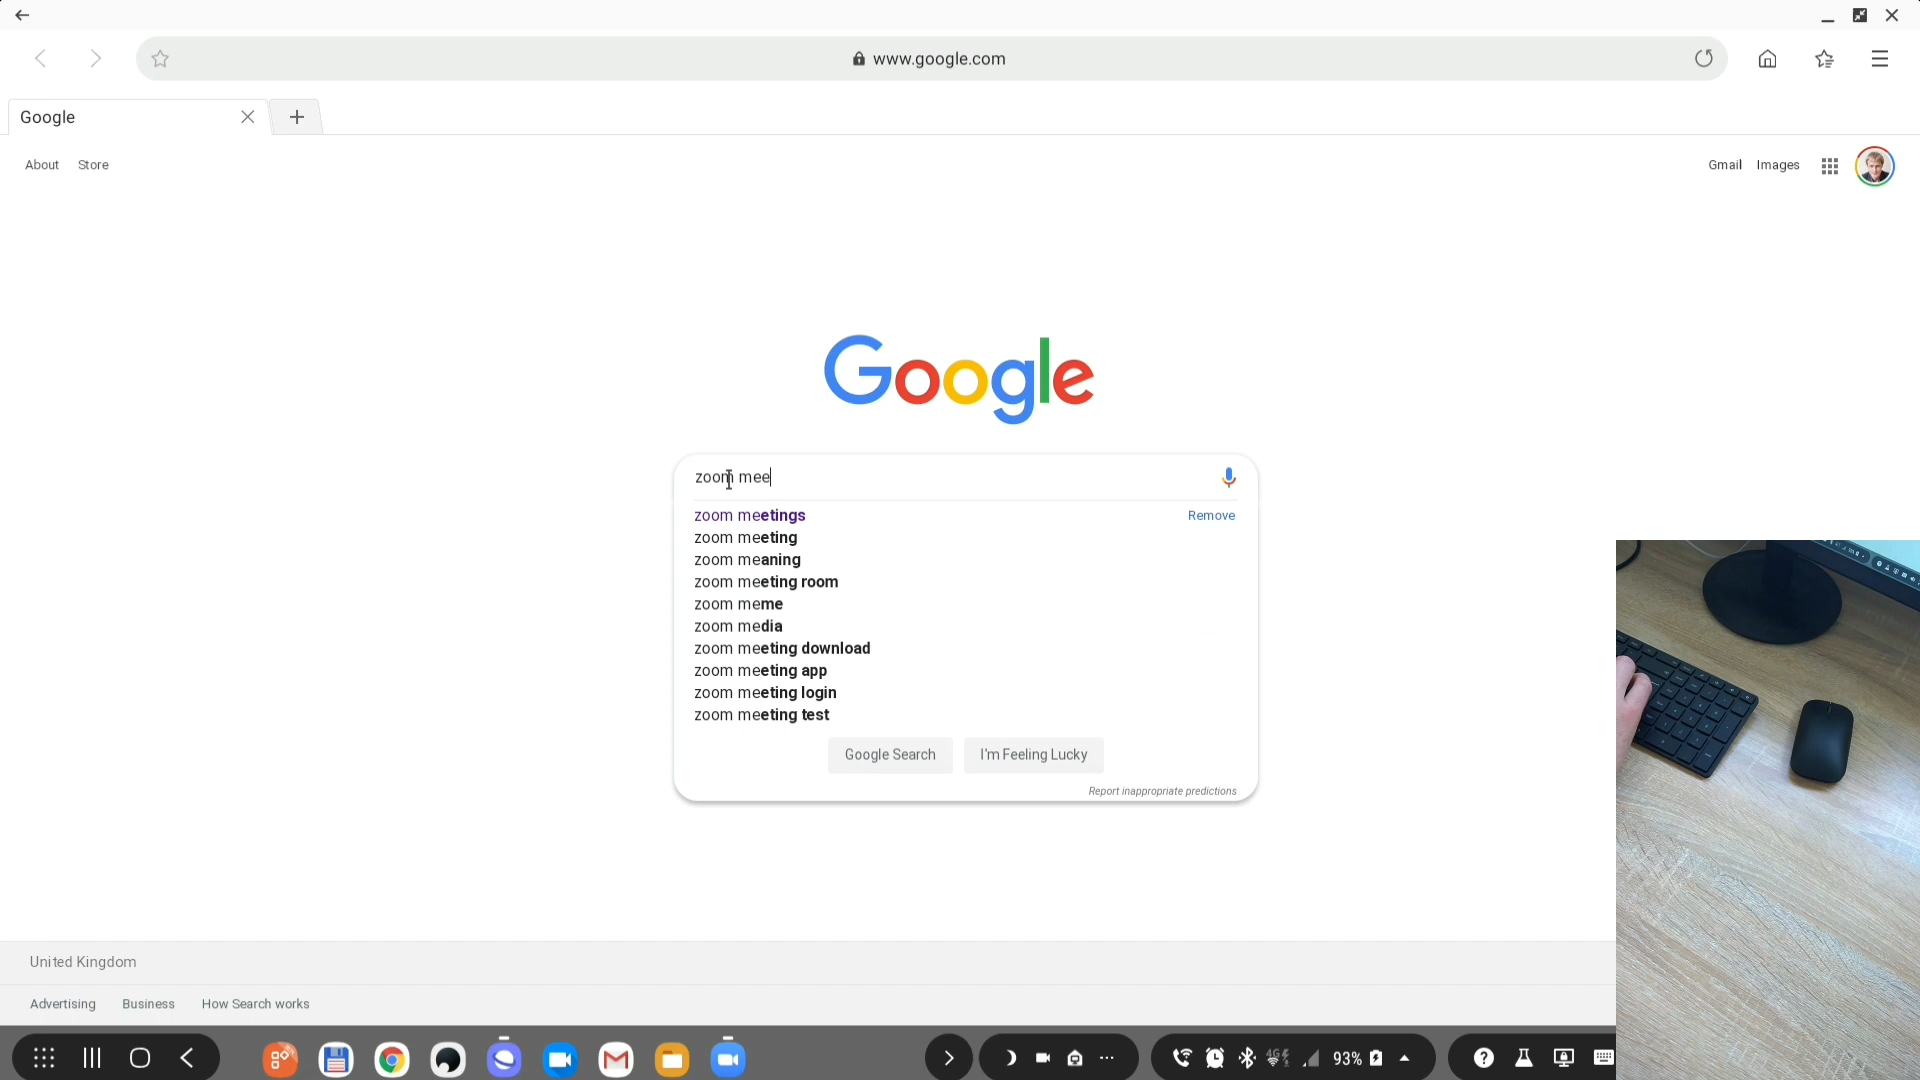 www.google.com
Google
About Store
Gmail Images
Google
zoom mee
zoom meetings Remove
zoom meeting
zoom meaning
zoom meeting room
zoom meme
zoom media
zoom meeting download
zoom meeting app
zoom meeting login
zoom meeting test
Google Search I'm Feeling Lucky
Report inappropriate predictions
United Kingdom
Advertising Business How Search works
4G 93%